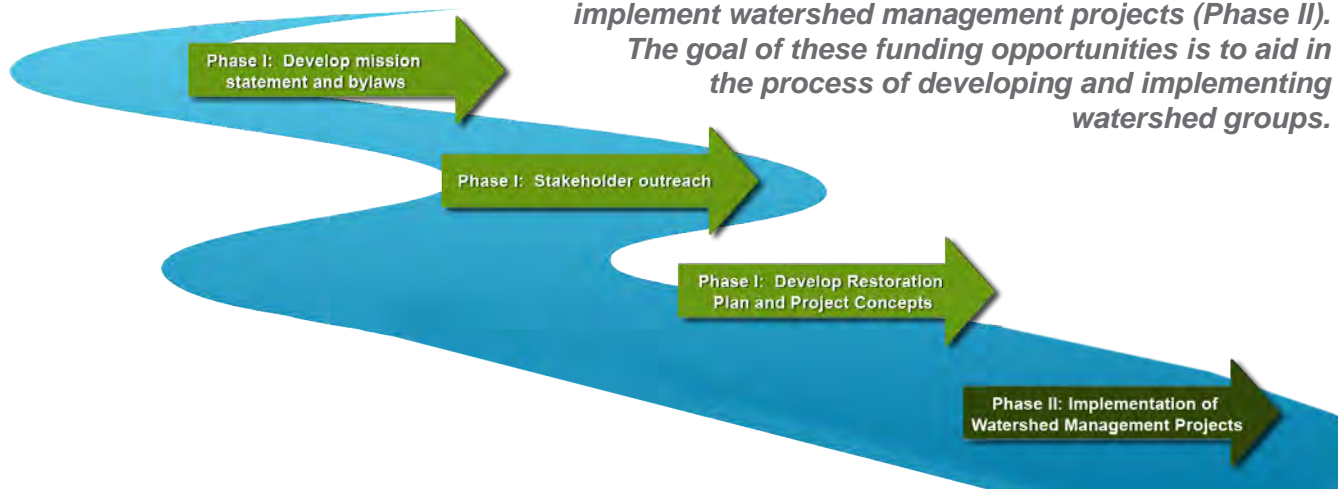 implement watershed management projects (Phase II).
The goal of these funding opportunities is to aid in
the process of developing and implementing
watershed groups.
Phase I:  Develop mission
statement and bylaws
Phase I:  Stakeholder outreach
Phase I:  Develop Restoration
Plan and Project Concepts
Phase II: Implementation of
Watershed Management Projects